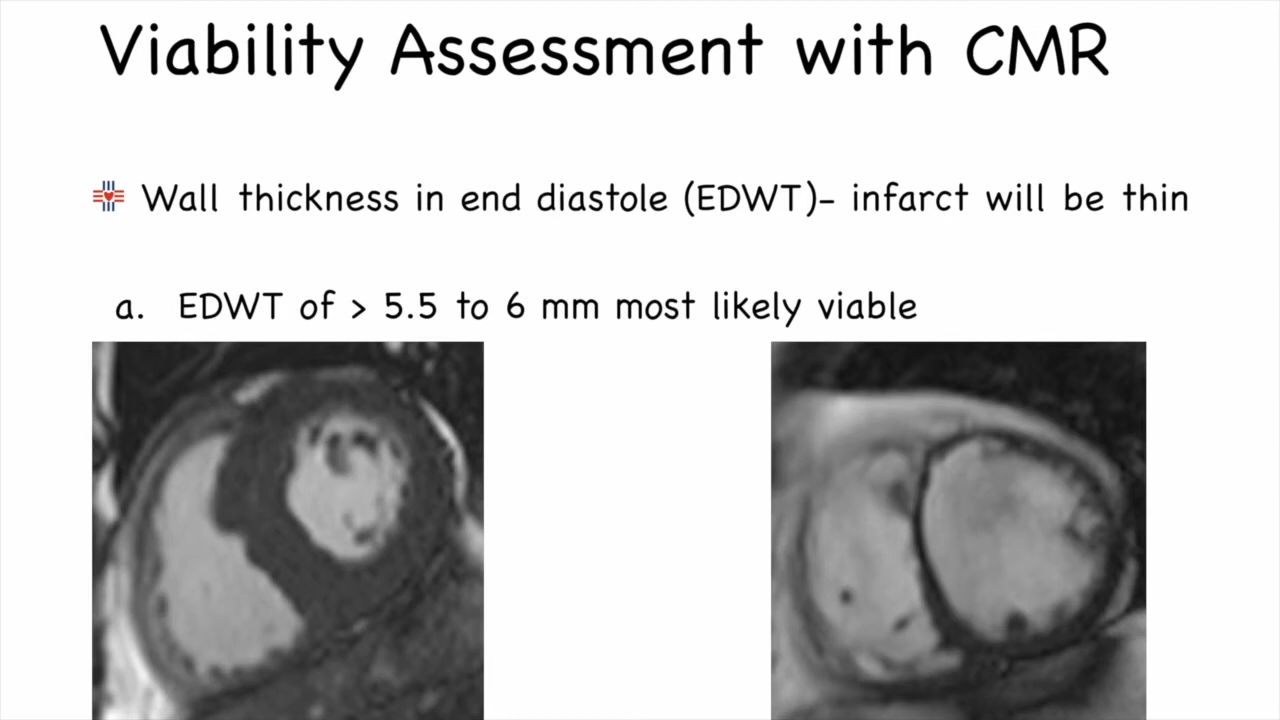 Viability Assessment with CMR
Wall thickness in end diastole (EDWT)- infarct will be thin
a. EDWT of > 5.5 to 6 mm most likely viable